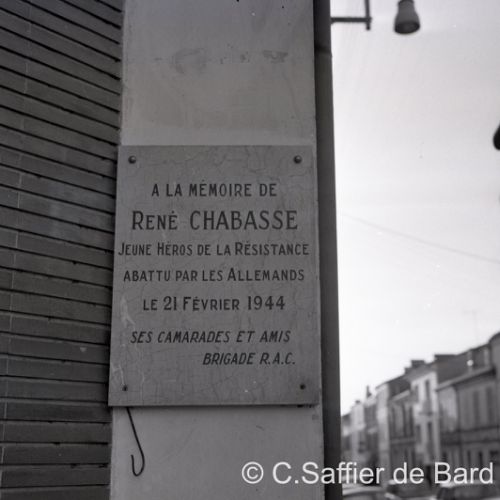 A LA MÉMOIRE DE
RENÉ CHABASSE
JEUNE HÉROS DE LA RÉSISTANCE
ABATTU PAR LES ALLEMANDS
LE 21 FÉVRIER 1944
SES CAMARADES ET AMIS
BRIGADE R.A.C.
© C.Saffier de Bard